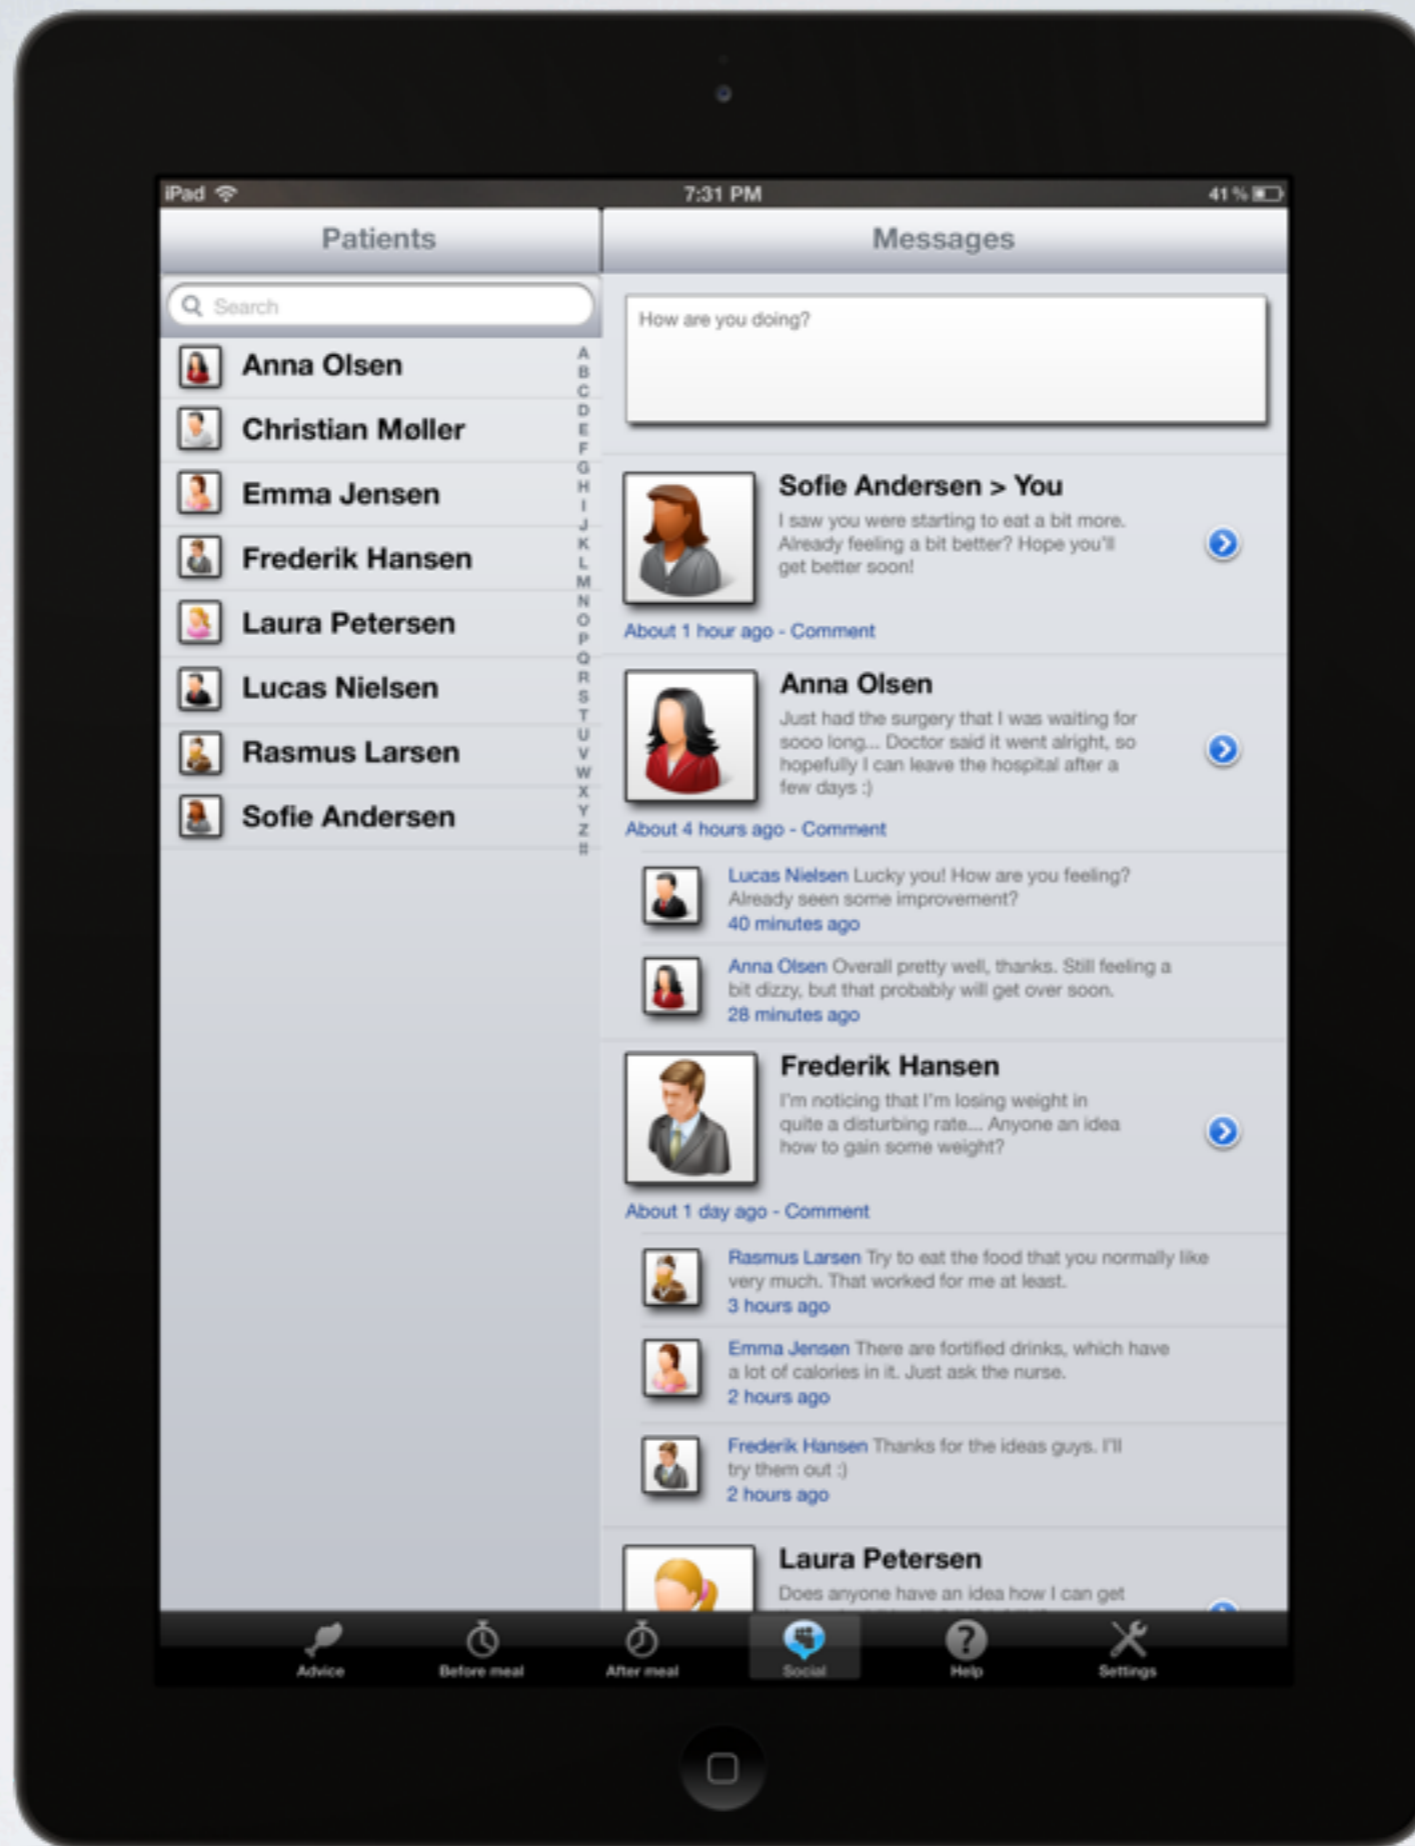 iPad
7:31 PM
41 %
Patients
Search
Anna Olsen
Christian Møller
Emma Jensen
Frederik Hansen
Laura Petersen
Lucas Nielsen
Rasmus Larsen
Sofie Andersen
A
B
C
D
E
F
G
H
I
J
K
L
M
N
O
P
Q
R
S
T
U
V
W
X
Y
Z
#
Messages
How are you doing?
Sofie Andersen > You
I saw you were starting to eat a bit more.
Already feeling a bit better? Hope you'll
get better soon!
About 1 hour ago - Comment
Anna Olsen
Just had the surgery that I was waiting for
sooo long... Doctor said it went alright, so
hopefully I can leave the hospital after a
few days :)
About 4 hours ago - Comment
Lucas Nielsen Lucky you! How are you feeling?
Already seen some improvement?
40 minutes ago
Anna Olsen Overall pretty well, thanks. Still feeling a
bit dizzy, but that probably will get over soon.
28 minutes ago
Frederik Hansen
I'm noticing that I'm losing weight in
quite a disturbing rate... Anyone an idea
how to gain some weight?
About 1 day ago - Comment
Rasmus Larsen Try to eat the food that you normally like
very much. That worked for me at least.
3 hours ago
Emma Jensen There are fortified drinks, which have
a lot of calories in it. Just ask the nurse.
2 hours ago
Frederik Hansen Thanks for the ideas guys. I'll
try them out :)
2 hours ago
Laura Petersen
Does anyone have an idea how I can get
Advice
Before meal
After meal
Social
Help
Settings